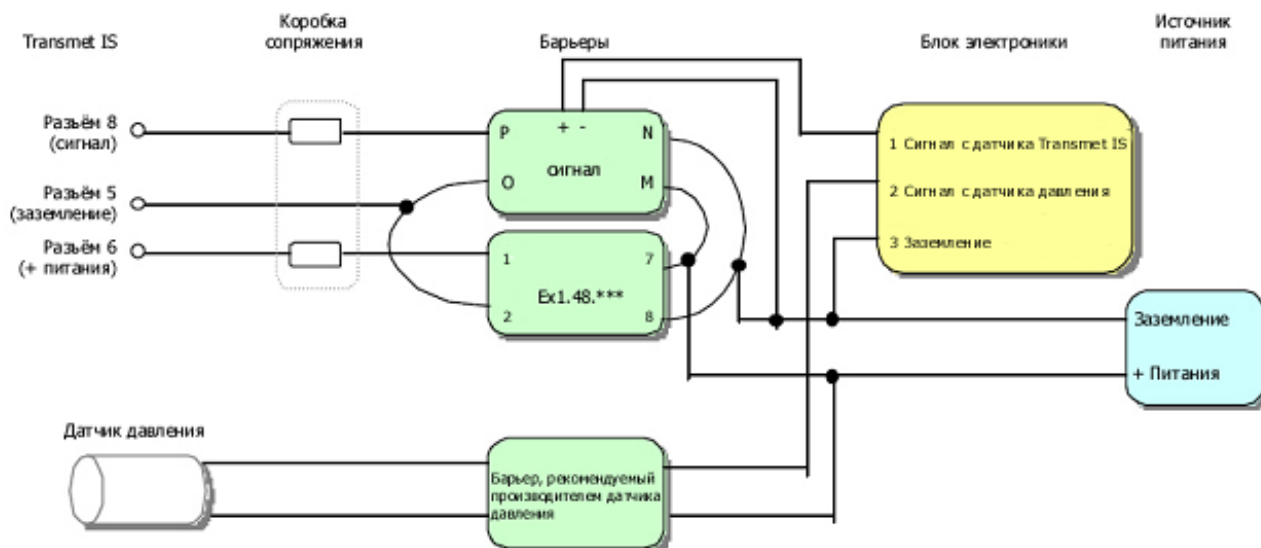 Transmet IS
Коробка
сопряжения
Барьеры
Блок электроники
Источник
питания
Разъём 8
(сигнал)
Разъём 5
(заземление)
Разъём 6
(+ питания)
P
+ -
N
сигнал
O
M
1
7
Ex1.48.***
2
8
1 Сигнал с датчика Transmet IS
2 Сигнал с датчика давления
3 Заземление
Заземление
+ Питания
Датчик давления
Барьер, рекомендуемый
производителем датчика
давления